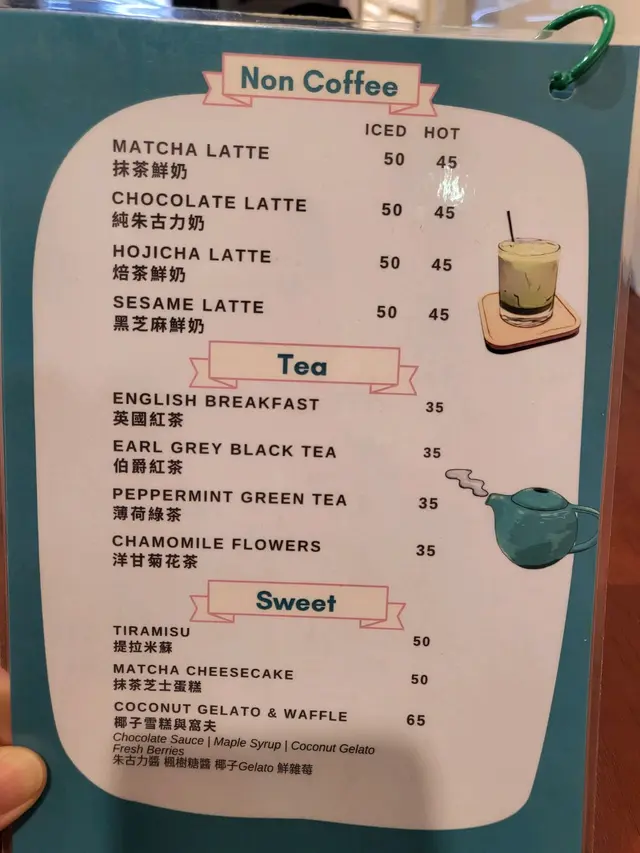 Non Coffee
ICED HOT
MATCHA LATTE 50 45
抹茶鮮奶
CHOCOLATE LATTE 50 45
純朱古力奶
HOJICHA LATTE 50 45
焙茶鮮奶
SESAME LATTE 50 45
黑芝麻鮮奶
Tea
ENGLISH BREAKFAST 35
英國紅茶
EARL GREY BLACK TEA 35
伯爵紅茶
PEPPERMINT GREEN TEA 35
薄荷綠茶
CHAMOMILE FLOWERS 35
洋甘菊花茶
Sweet
TIRAMISU 50
提拉米蘇
MATCHA CHEESECAKE 50
抹茶芝士蛋糕
COCONUT GELATO & WAFFLE 65
椰子雪糕與窩夫
Chocolate Sauce | Maple Syrup | Coconut Gelato
Fresh Berries
朱古力醬 楓樹糖醬 椰子Gelato 鮮雜莓